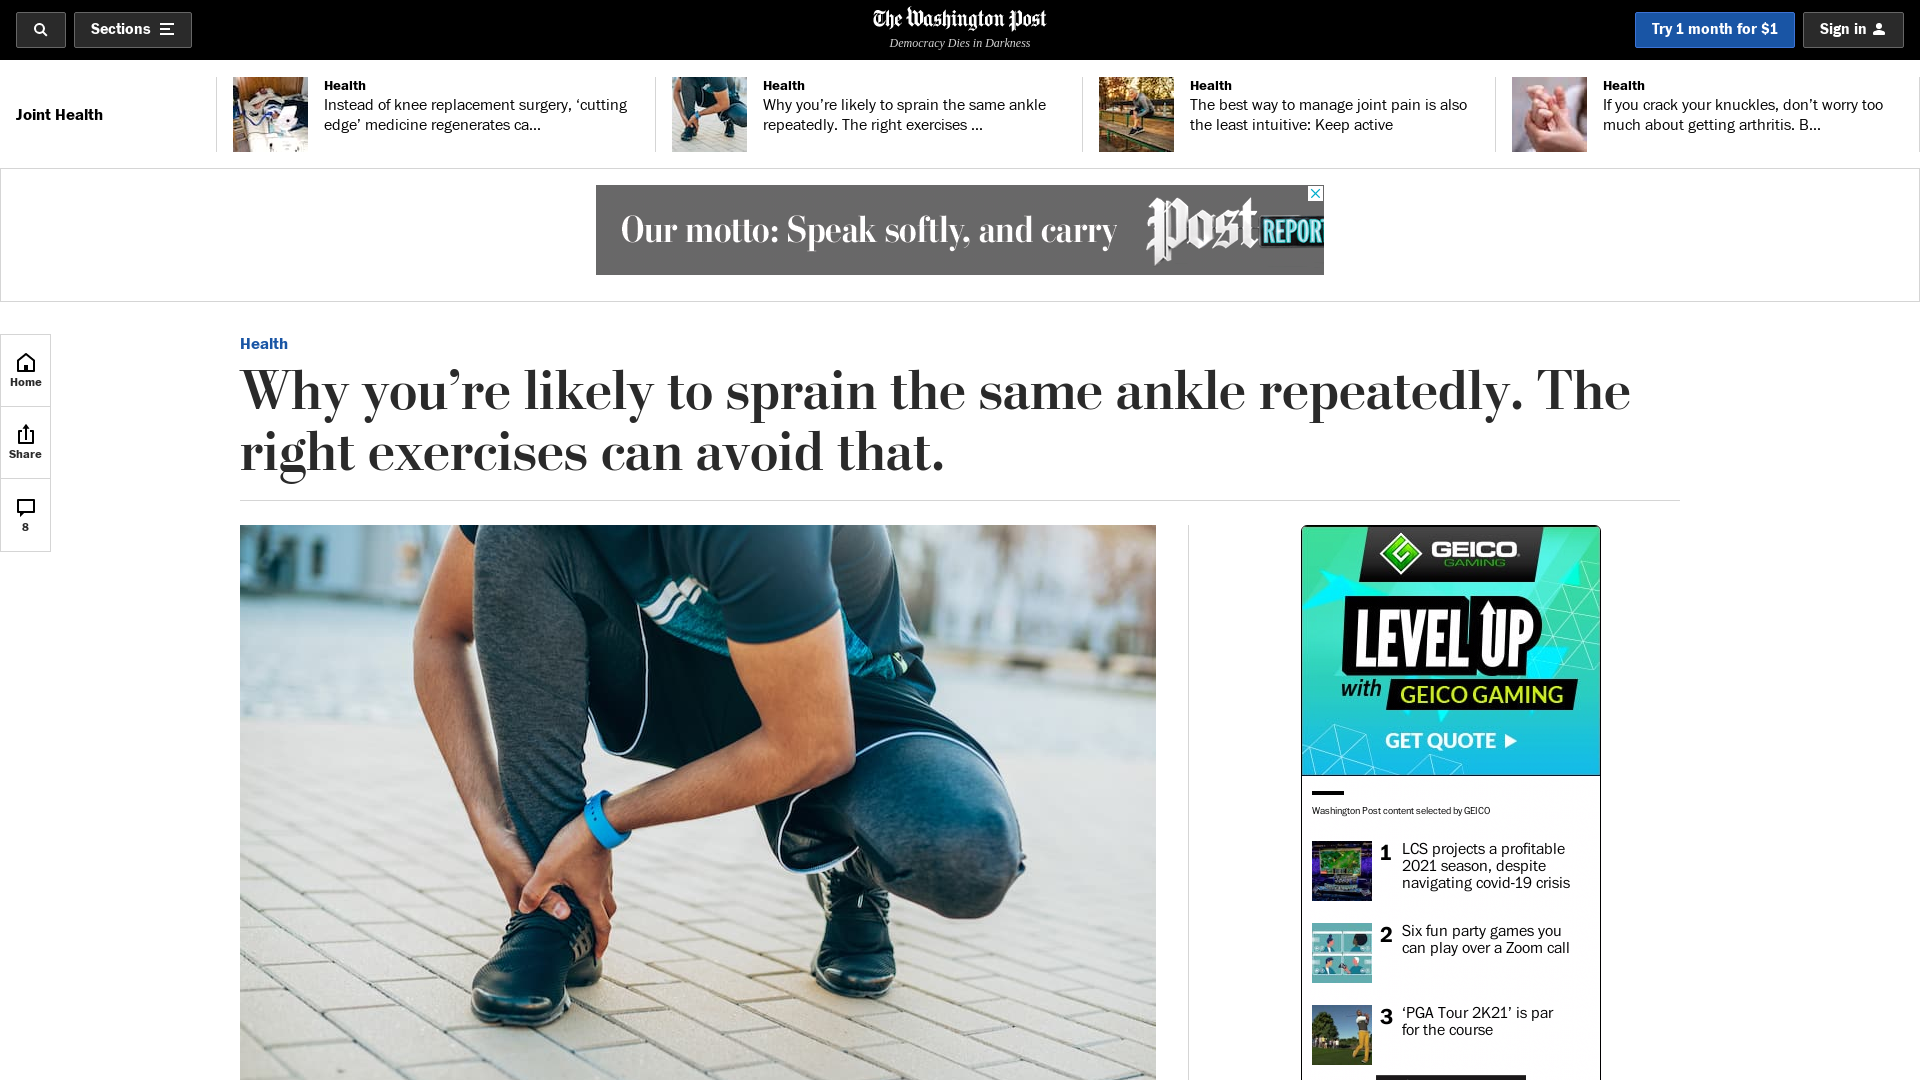 Sections
The Washington Post
Democracy Dies in Darkness
Try 1 month for $1
Sign in
Joint Health
Health
Instead of knee replacement surgery, ‘cutting
edge’ medicine regenerates ca...
Health
Why you’re likely to sprain the same ankle
repeatedly. The right exercises ...
Health
The best way to manage joint pain is also
the least intuitive: Keep active
Health
If you crack your knuckles, don’t worry too
much about getting arthritis. B...
Our motto: Speak softly, and carry
Post
REPORT
Home
Share
8
Health
Why you’re likely to sprain the same ankle repeatedly. The
right exercises can avoid that.
GEICO
GAMING
LEVEL UP
with GEICO GAMING
GET QUOTE
Washington Post content selected by GEICO
1 LCS projects a profitable
2021 season, despite
navigating covid-19 crisis
2 Six fun party games you
can play over a Zoom call
3 ‘PGA Tour 2K21’ is par
for the course